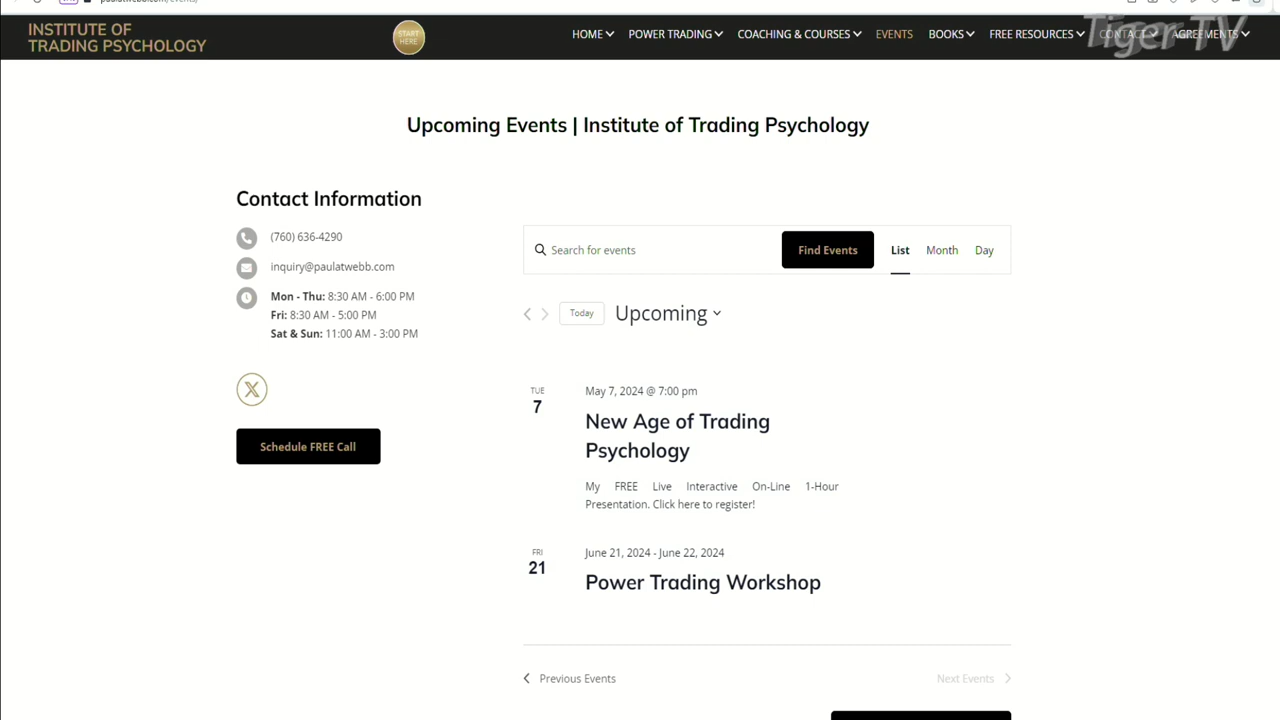 INSTITUTE OF
TRADING PSYCHOLOGY
START
HERE
HOME
POWER TRADING
COACHING & COURSES
EVENTS
BOOKS
FREE RESOURCES
CONTACT
AGREEMENTS
Tiger-TV
Upcoming Events | Institute of Trading Psychology
Contact Information
(760) 636-4290
inquiry@paulatwebb.com
Mon - Thu: 8:30 AM - 6:00 PM
Fri: 8:30 AM - 5:00 PM
Sat & Sun: 11:00 AM - 3:00 PM
Schedule FREE Call
Search for events
Find Events
List
Month
Day
Today
Upcoming
TUE
7
May 7, 2024 @ 7:00 pm
New Age of Trading
Psychology
My FREE Live Interactive On-Line 1-Hour
Presentation. Click here to register!
FRI
21
June 21, 2024 - June 22, 2024
Power Trading Workshop
Previous Events
Next Events